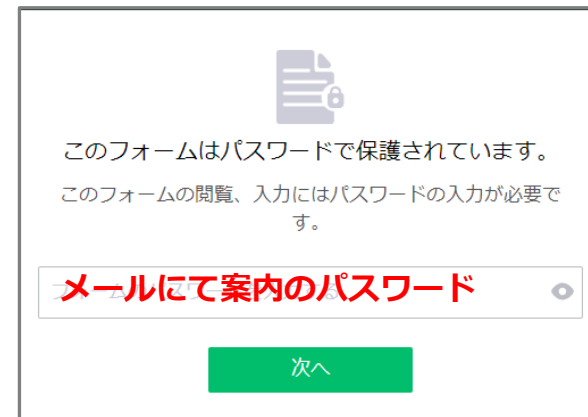 このフォームはパスワードで保護されています。
このフォームの閲覧、入力にはパスワードの入力が必要で
す。
メールにて案内のパスワード
次へ